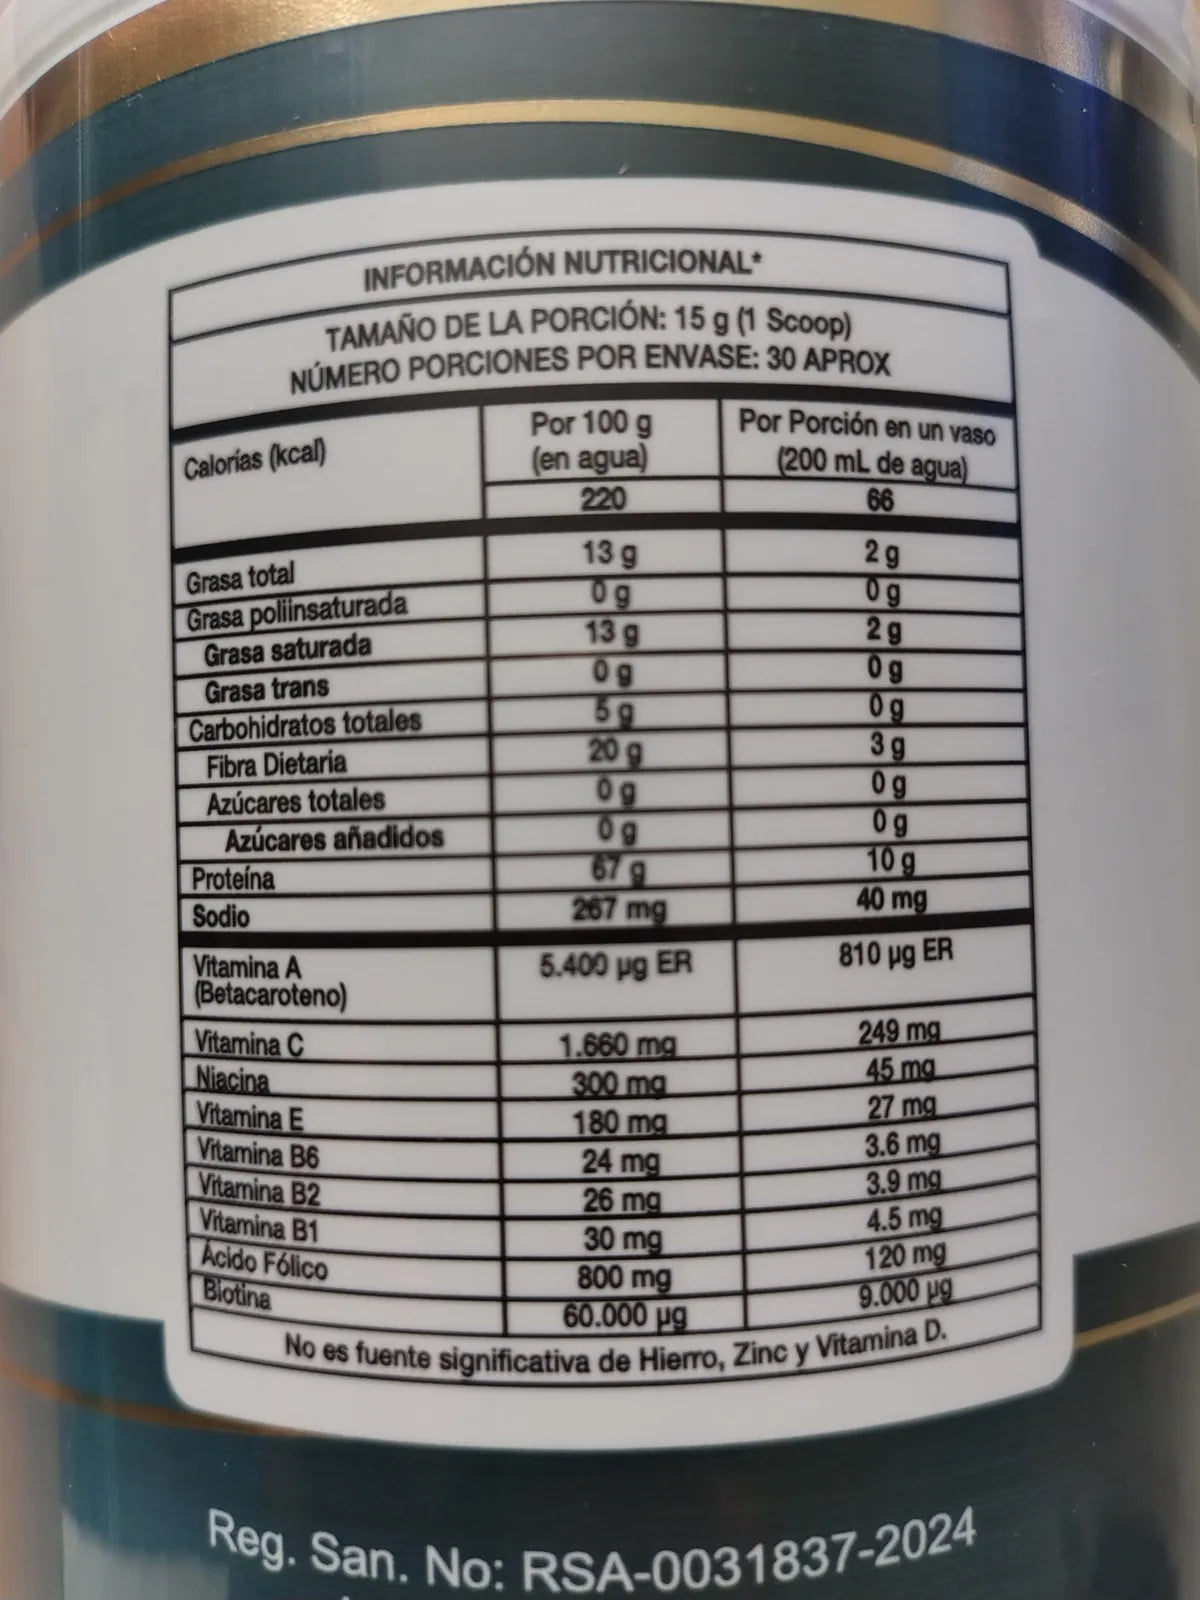 INFORMACIÓN NUTRICIONAL*
TAMAÑO DE LA PORCIÓN: 15 g (1 Scoop)
NÚMERO PORCIONES POR ENVASE: 30 APROX
Calorías (kcal)
Por 100 g
(en agua)
Por Porción en un vaso
(200 mL de agua)
220 66
Grasa total 13 g 2 g
Grasa poliinsaturada 0 g 0 g
Grasa saturada 13 g 2 g
Grasa trans 0 g 0 g
Carbohidratos totales 5 g 0 g
Fibra Dietaria 20 g 3 g
Azúcares totales 0 g 0 g
Azúcares añadidos 0 g 0 g
Proteína 67 g 10 g
Sodio 267 mg 40 mg
Vitamina A 5.400 µg ER 810 µg ER
(Betacaroteno)
Vitamina C 1.660 mg 249 mg
Niacina 300 mg 45 mg
Vitamina E 180 mg 27 mg
Vitamina B6 24 mg 3.6 mg
Vitamina B2 26 mg 3.9 mg
Vitamina B1 30 mg 4.5 mg
Ácido Fólico 800 mg 120 mg
Biotina 60.000 µg 9.000 µg
No es fuente significativa de Hierro, Zinc y Vitamina D.
Reg. San. No: RSA-0031837-2024